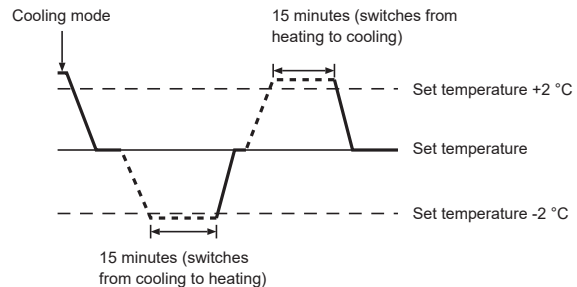 Cooling mode
15 minutes (switches from
heating to cooling)
Set temperature +2 °C
Set temperature
Set temperature -2 °C
15 minutes (switches
from cooling to heating)